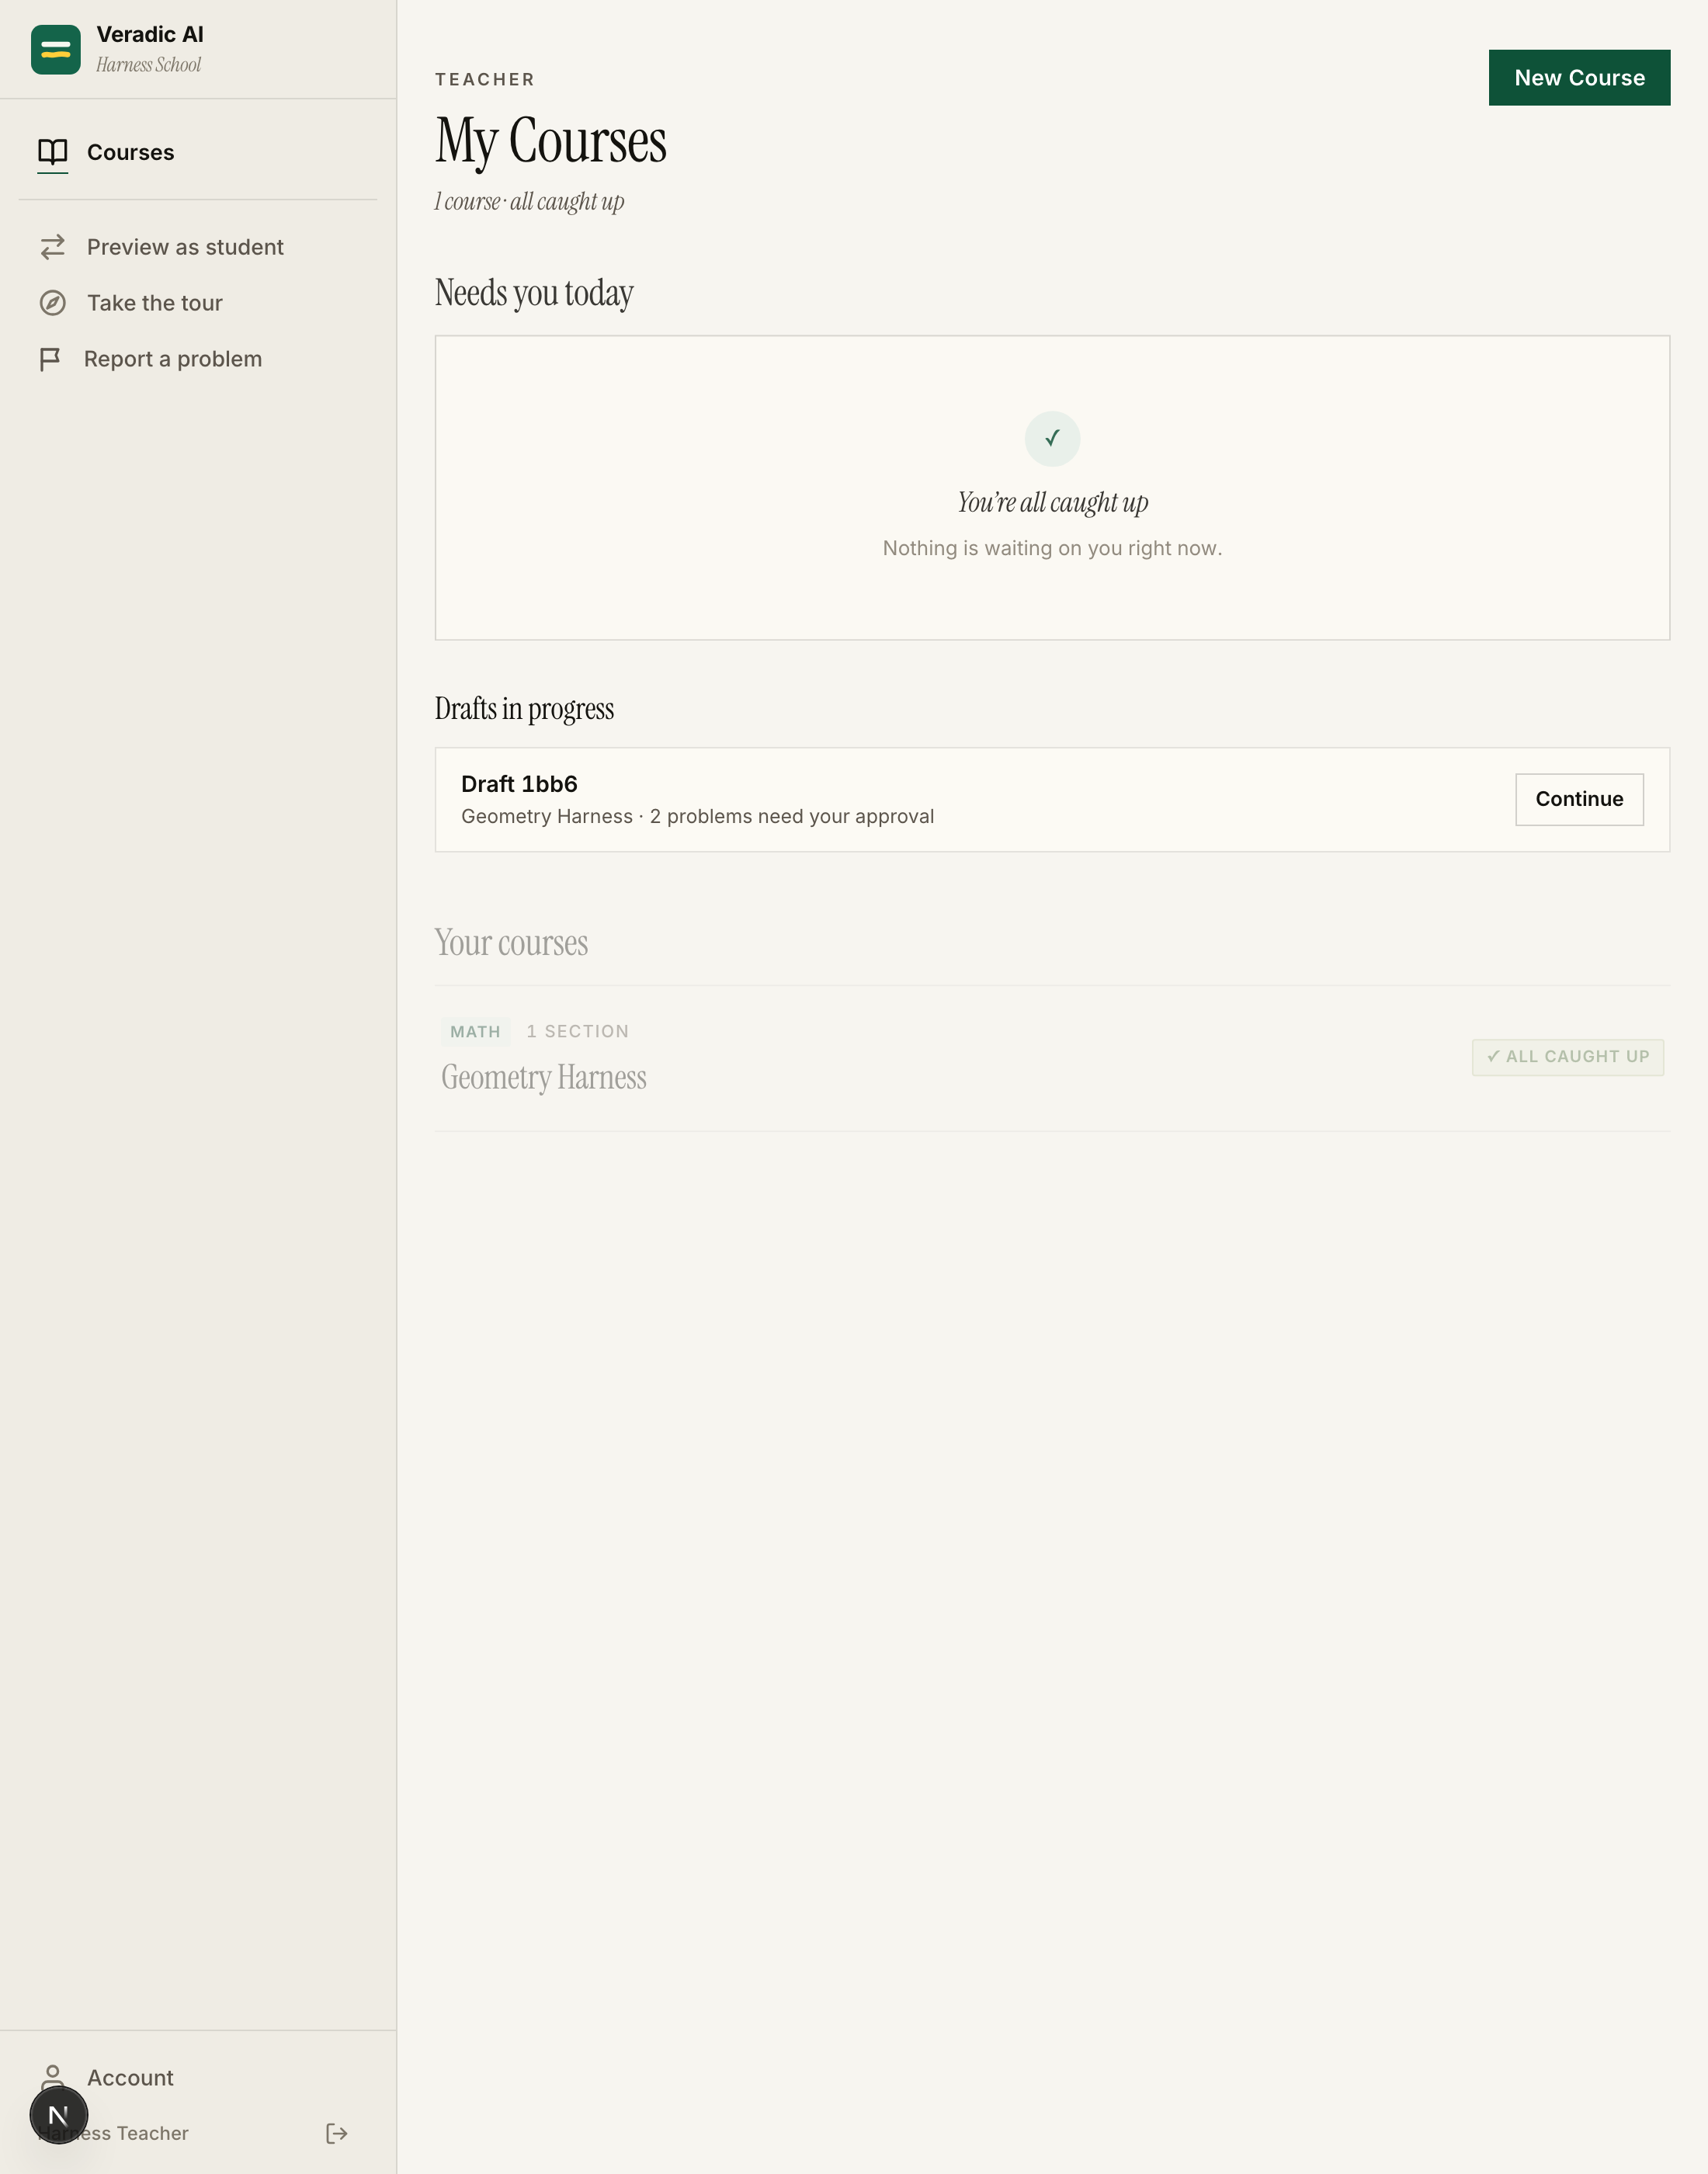 Veradic AI
Harness School
Courses
Preview as student
Take the tour
Report a problem
Account
ess Teacher
TEACHER
New Course
My Courses
1 course · all caught up
Needs you today
✓
You're all caught up
Nothing is waiting on you right now.
Drafts in progress
Draft 1bb6
Geometry Harness · 2 problems need your approval
Continue
Your courses
MATH 1 SECTION
Geometry Harness
✓ ALL CAUGHT UP